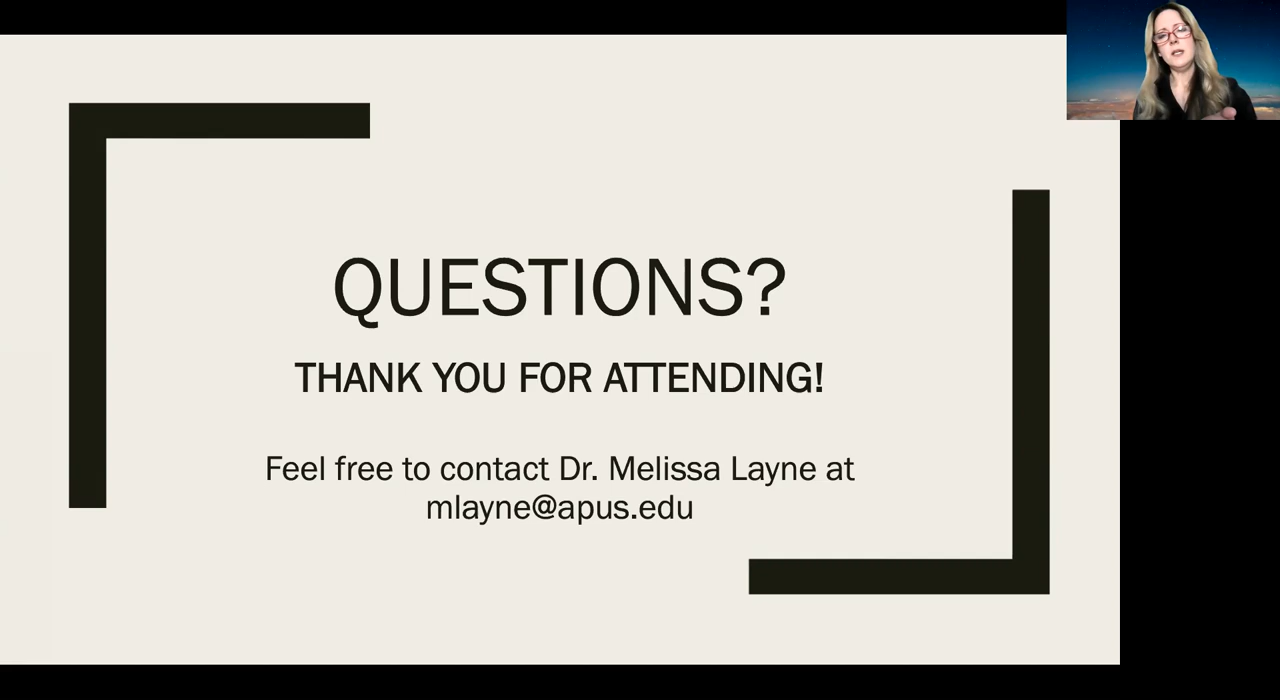 QUESTIONS?
THANK YOU FOR ATTENDING!
Feel free to contact Dr. Melissa Layne at
mlayne@apus.edu